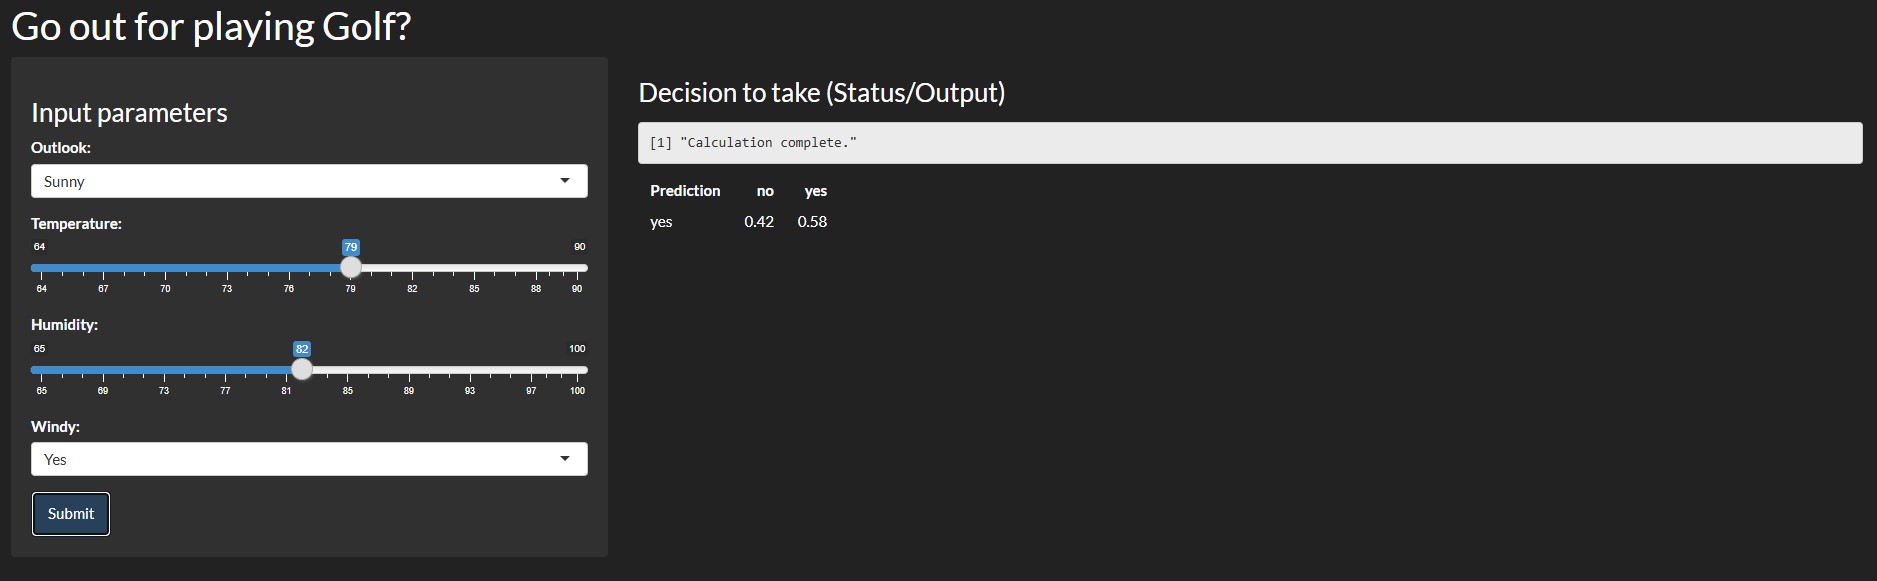 Go out for playing Golf?
Input parameters
Outlook:
Sunny
Temperature:
64 79 90
64 67 70 73 76 79 82 85 88 90
Humidity:
65 82 100
65 69 73 77 81 85 89 93 97 100
Windy:
Yes
Submit
Decision to take (Status/Output)
[1] "Calculation complete."
Prediction no yes
yes 0.42 0.58